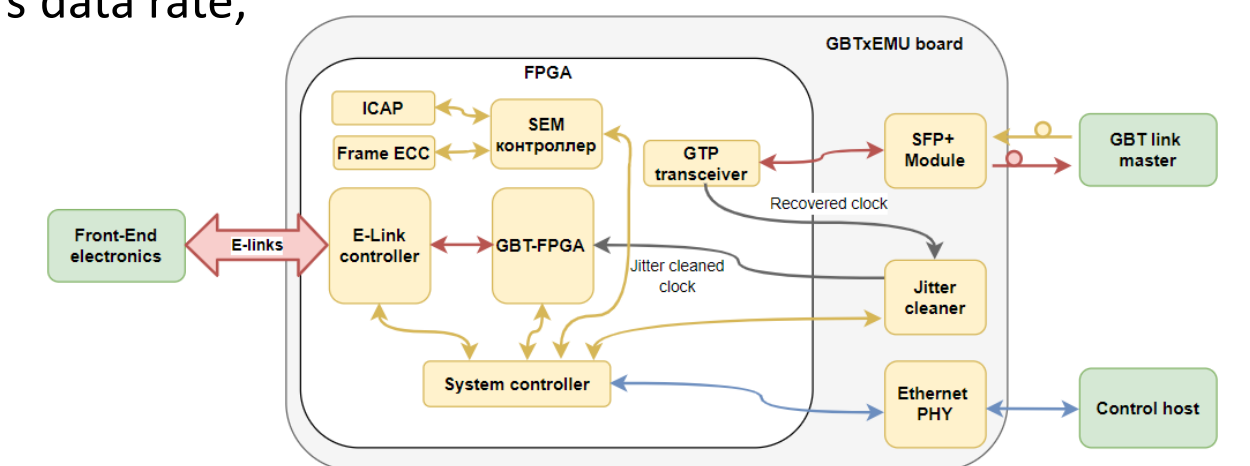 's data rate,
GBTxEMU board
FPGA
ICAP
SEM
контроллер
Frame ECC
GTP
transceiver
SFP+
Module
GBT link
master
Recovered clock
Front-End
electronics
E-links
E-Link
controller
GBT-FPGA
Jitter cleaned
clock
Jitter
cleaner
System controller
Ethernet
PHY
Control host